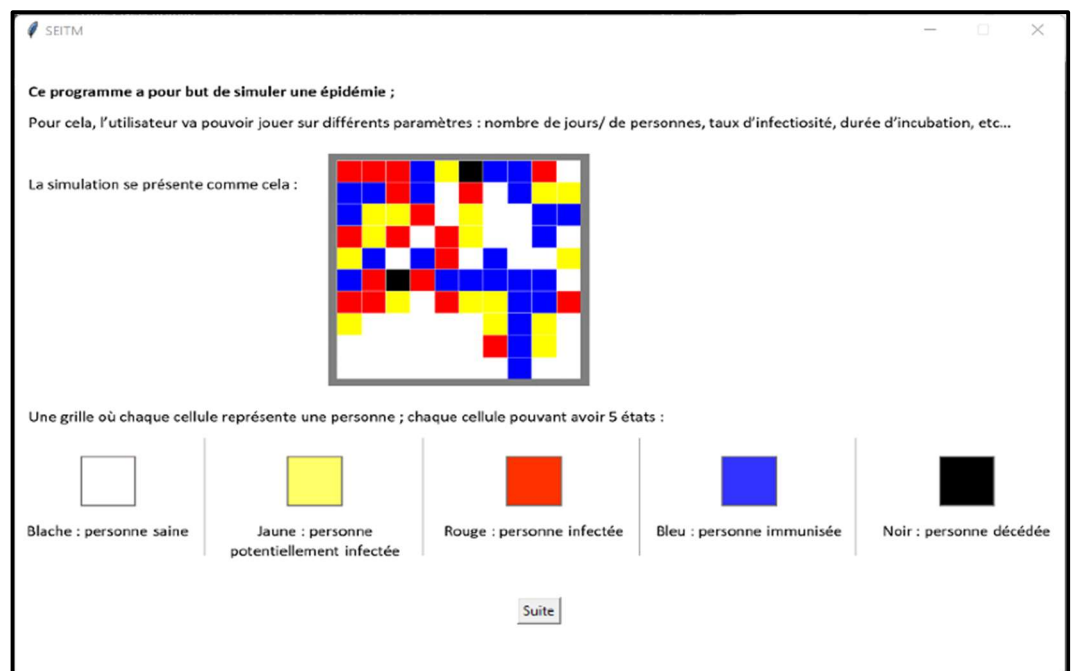 SEITM
Ce programme a pour but de simuler une épidémie ;
Pour cela, l'utilisateur va pouvoir jouer sur différents paramètres : nombre de jours/ de personnes, taux d'infectiosité, durée d'incubation, etc...
La simulation se présente comme cela :
Une grille où chaque cellule représente une personne ; chaque cellule pouvant avoir 5 états :
Blache : personne saine
Jaune : personne
potentiellement infectée
Rouge : personne infectée
Bleu : personne immunisée
Noir : personne décédée
Suite